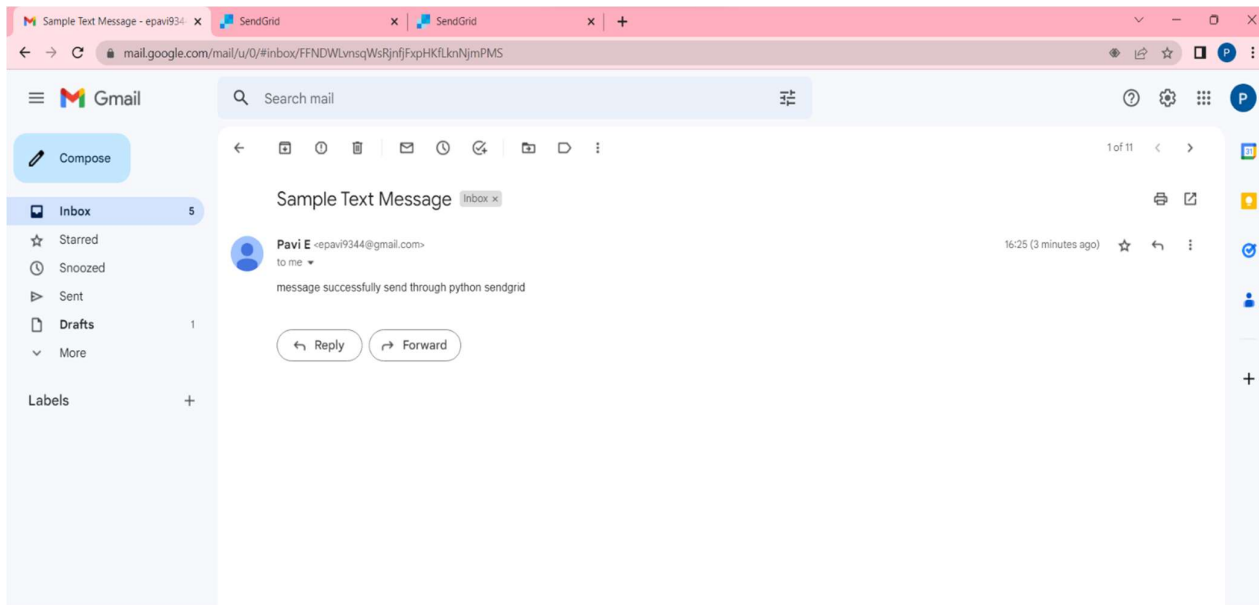 Sample Text Message - epavi934
SendGrid
SendGrid
mail.google.com/mail/u/0/#inbox/FFNDWLvnsqWsRjnfjFxpHKfLknNjmPMS
P
Gmail
Search mail
P
Compose
1 of 11
31
Sample Text Message Inbox ×
Inbox 5
Pavi E <epavi9344@gmail.com> 16:25 (3 minutes ago)
Starred
to me
Snoozed
message successfully send through python sendgrid
Sent
Drafts 1
Reply Forward
More
Labels